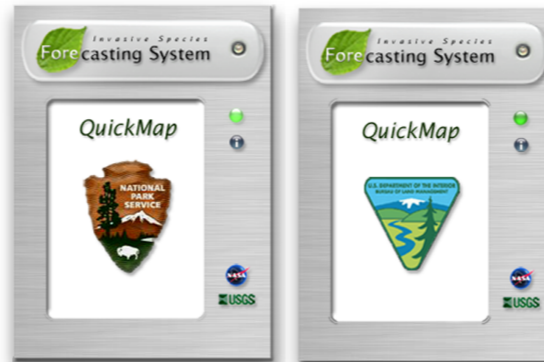 Invasive Species
Forecasting System
QuickMap
NATIONAL
PARK
SERVICE
NASA
USGS
Invasive Species
Forecasting System
QuickMap
U.S. DEPARTMENT OF THE INTERIOR
BUREAU OF LAND MANAGEMENT
NASA
USGS